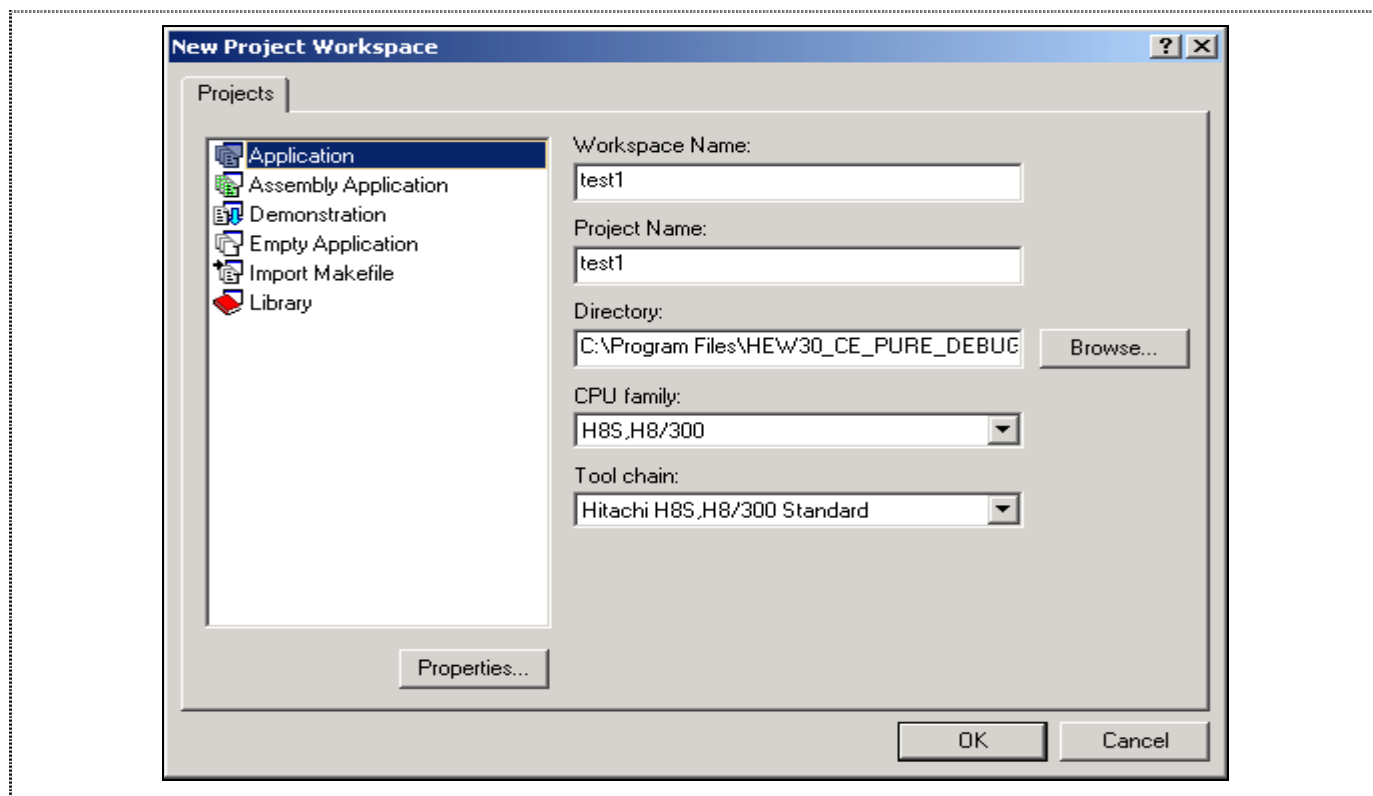 New Project Workspace
Projects
Application
Assembly Application
Demonstration
Empty Application
Import Makefile
Library
Properties...
Workspace Name:
test1
Project Name:
test1
Directory:
C:\Program Files\HEW30_CE_PURE_DEBUG
Browse...
CPU family:
H8S,H8/300
Tool chain:
Hitachi H8S,H8/300 Standard
OK
Cancel